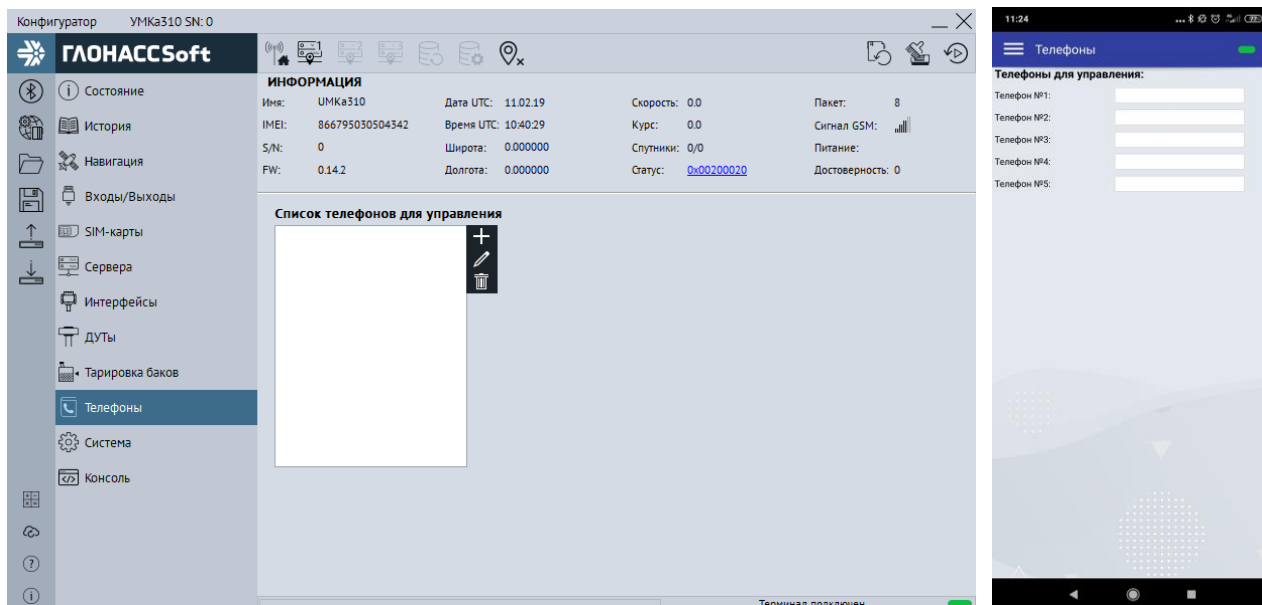 Конфигуратор УМКа310 SN: 0
ГЛОНАССSoft
Состояние
История
Навигация
Входы/Выходы
SIM-карты
Сервера
Интерфейсы
ДУТы
Тарировка баков
Телефоны
Система
Консоль
ИНФОРМАЦИЯ
Имя: UMKa310 Дата UTC: 11.02.19 Скорость: 0.0 Пакет: 8
IMEI: 866795030504342 Время UTC: 10:40:29 Курс: 0.0 Сигнал GSM:
S/N: 0 Широта: 0.000000 Спутники: 0/0 Питание:
FW: 0.14.2 Долгота: 0.000000 Статус: 0x00200020 Достоверность: 0
Список телефонов для управления
Терминал подключен
11:24
Телефоны
Телефоны для управления:
Телефон №1:
Телефон №2:
Телефон №3:
Телефон №4:
Телефон №5: